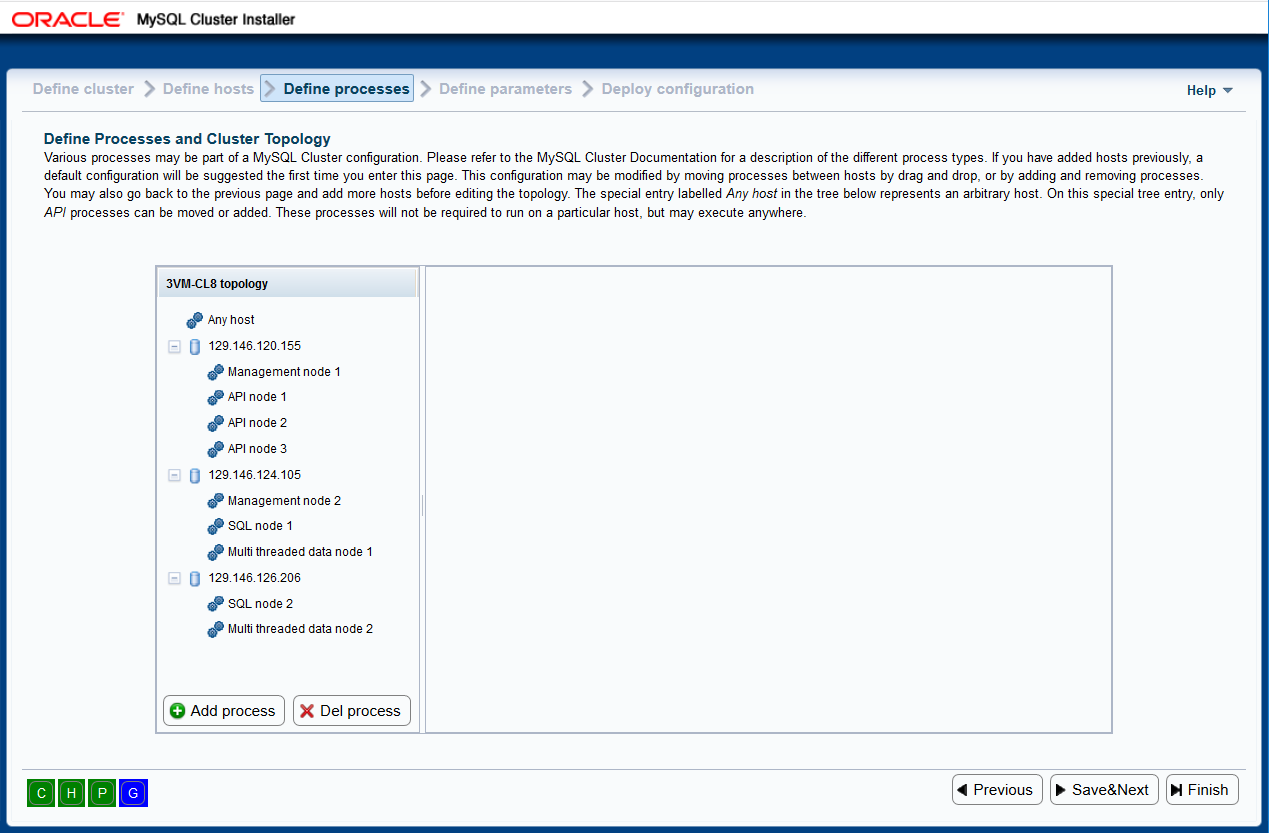 ORACLE MySQL Cluster Installer
Define cluster Define hosts Define processes Define parameters Deploy configuration Help
Define Processes and Cluster Topology
Various processes may be part of a MySQL Cluster configuration. Please refer to the MySQL Cluster Documentation for a description of the different process types. If you have added hosts previously, a
default configuration will be suggested the first time you enter this page. This configuration may be modified by moving processes between hosts by drag and drop, or by adding and removing processes.
You may also go back to the previous page and add more hosts before editing the topology. The special entry labelled Any host in the tree below represents an arbitrary host. On this special tree entry, only
API processes can be moved or added. These processes will not be required to run on a particular host, but may execute anywhere.
3VM-CL8 topology
Any host
129.146.120.155
Management node 1
API node 1
API node 2
API node 3
129.146.124.105
Management node 2
SQL node 1
Multi threaded data node 1
129.146.126.206
SQL node 2
Multi threaded data node 2
Add process Del process
C H P G Previous Save&Next Finish